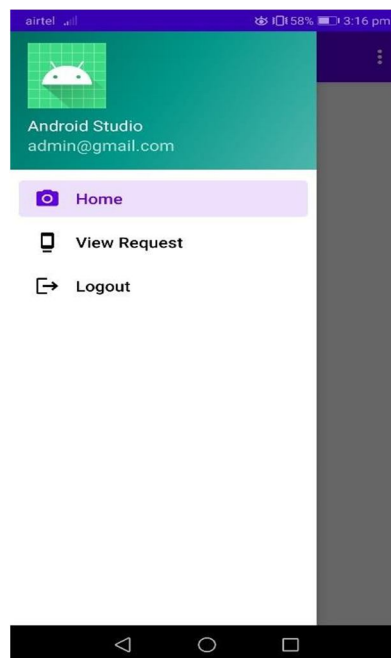 airtel 58% 3:16 pm
Android Studio
admin@gmail.com
Home
View Request
Logout